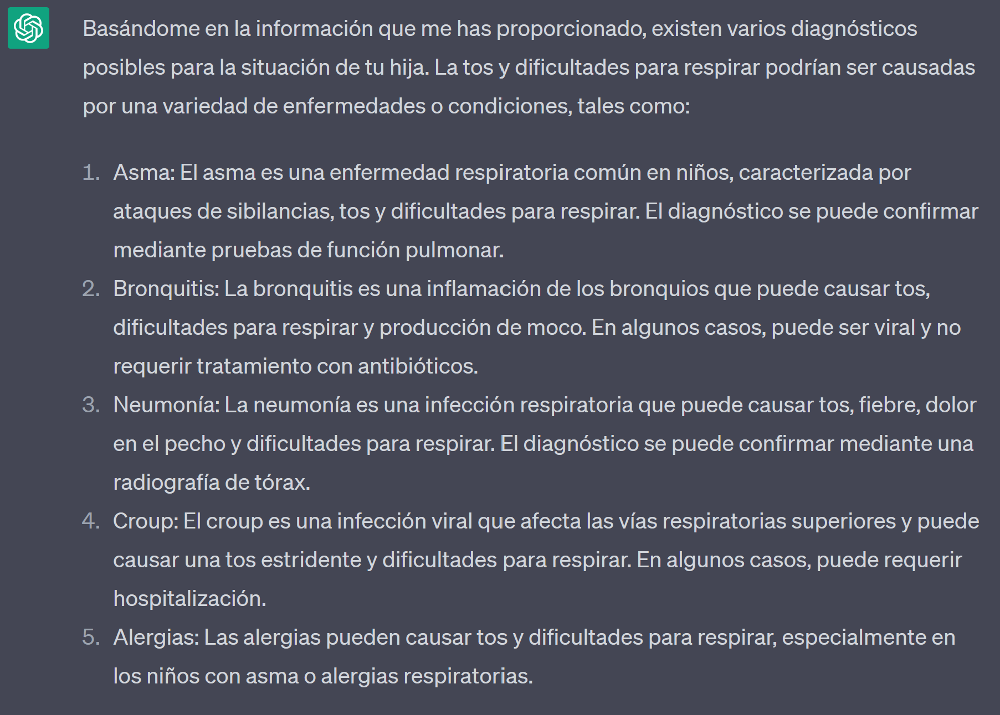 Basándome en la información que me has proporcionado, existen varios diagnósticos
posibles para la situación de tu hija. La tos y dificultades para respirar podrían ser causadas
por una variedad de enfermedades o condiciones, tales como:
1. Asma: El asma es una enfermedad respiratoria común en niños, caracterizada por
ataques de sibilancias, tos y dificultades para respirar. El diagnóstico se puede confirmar
mediante pruebas de función pulmonar.
2. Bronquitis: La bronquitis es una inflamación de los bronquios que puede causar tos,
dificultades para respirar y producción de moco. En algunos casos, puede ser viral y no
requerir tratamiento con antibióticos.
3. Neumonía: La neumonía es una infección respiratoria que puede causar tos, fiebre, dolor
en el pecho y dificultades para respirar. El diagnóstico se puede confirmar mediante una
radiografía de tórax.
4. Croup: El croup es una infección viral que afecta las vías respiratorias superiores y puede
causar una tos estridente y dificultades para respirar. En algunos casos, puede requerir
hospitalización.
5. Alergias: Las alergias pueden causar tos y dificultades para respirar, especialmente en
los niños con asma o alergias respiratorias.